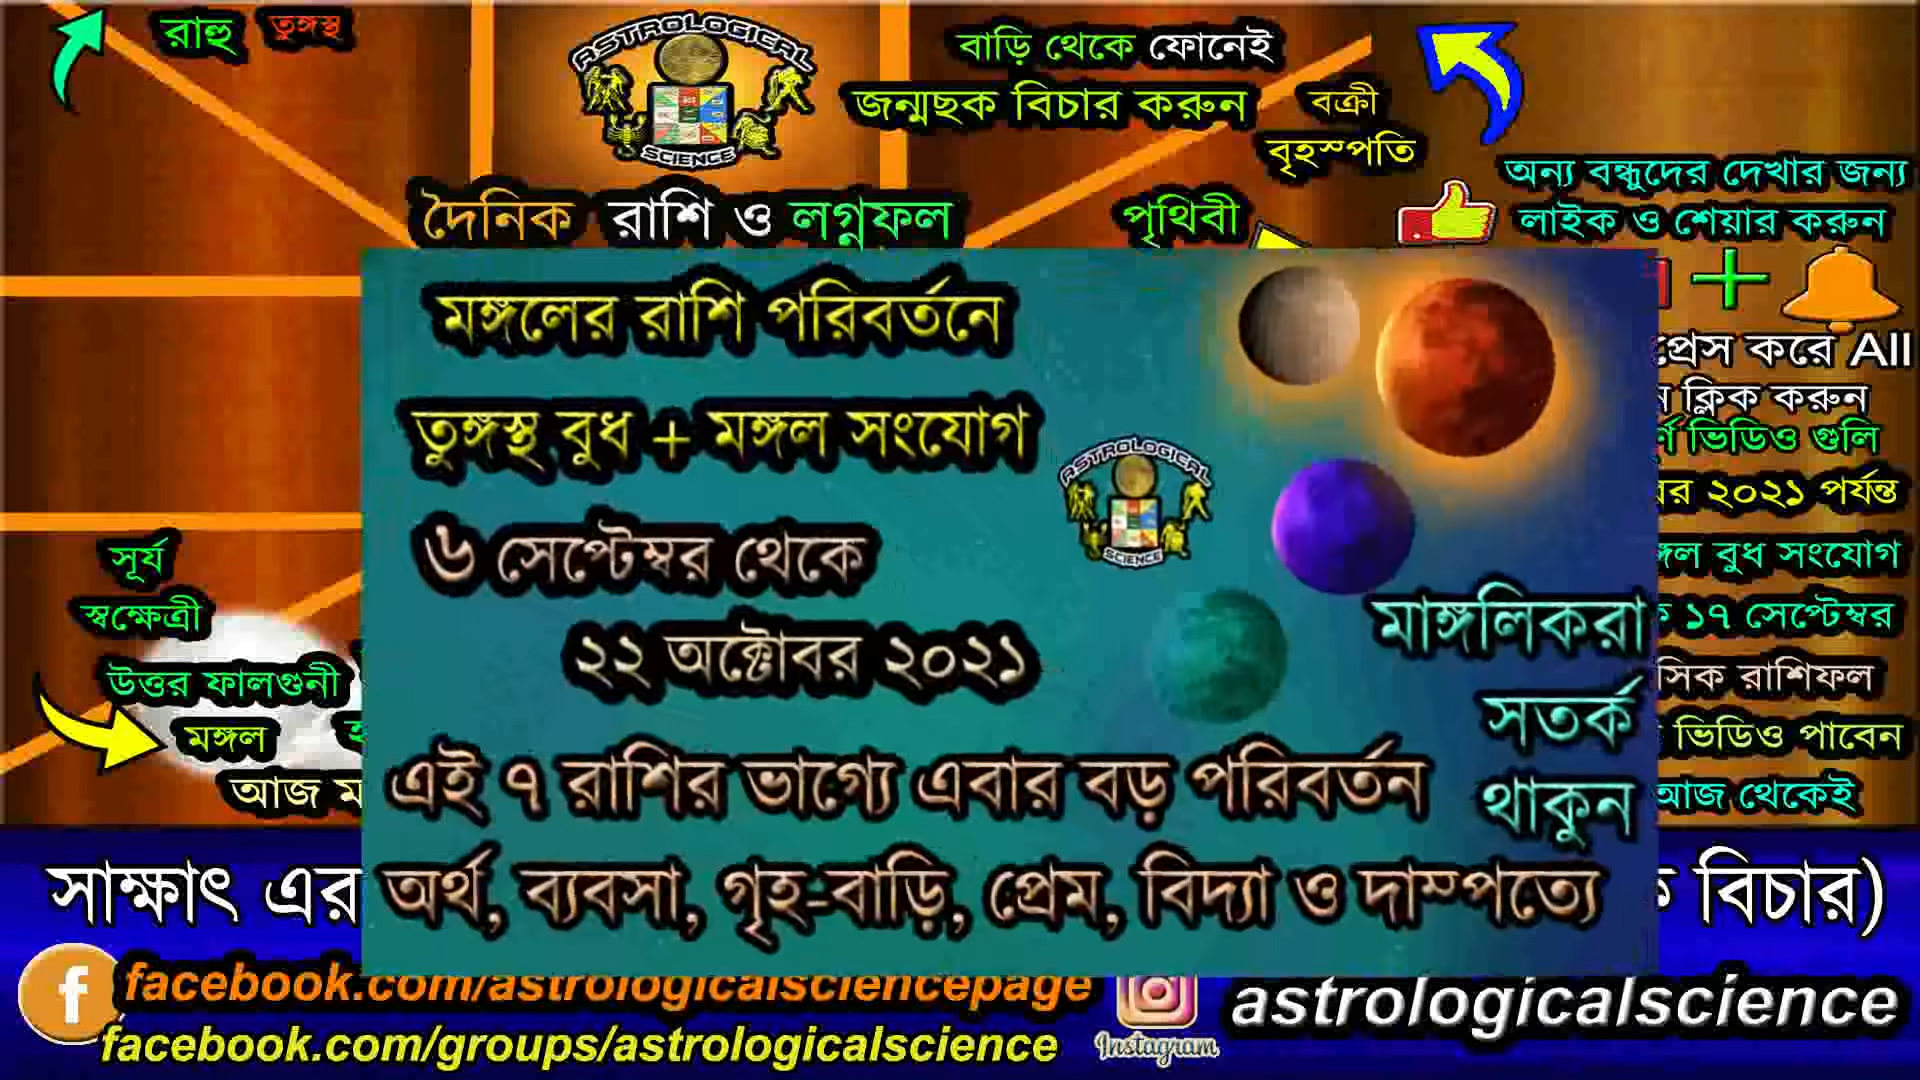 রাহু তুঙ্গস্থ
ASTROLOGICAL
SCIENCE
বাড়ি থেকে ফোনেই
জন্মছক বিচার করুন
বক্রী
বৃহস্পতি
অন্য বন্ধুদের দেখার জন্য
লাইক ও শেয়ার করুন
দৈনিক রাশি ও লগ্নফল
পৃথিবী
মঙ্গলের রাশি পরিবর্তনে
তুঙ্গস্থ বুধ + মঙ্গল সংযোগ
ASTROLOGICAL
SCIENCE
৬ সেপ্টেম্বর থেকে
২২ অক্টোবর ২০২১
মাঙ্গলিকরা
সতর্ক
থাকুন
এই ৭ রাশির ভাগ্যে এবার বড় পরিবর্তন
অর্থ, ব্যবসা, গৃহ-বাড়ি, প্রেম, বিদ্যা ও দাম্পত্যে
প্রেস করে All
ক্লিক করুন
ভিডিও গুলি
২০২১ পর্যন্ত
বুধ সংযোগ
১৭ সেপ্টেম্বর
রাশিফল
ভিডিও পাবেন
আজ থেকেই
সূর্য
স্বক্ষেত্রী
উত্তর ফালগুনী
মঙ্গল
আজ
সাক্ষাৎ এর
বিচার)
facebook.com/astrologicalsciencepage
facebook.com/groups/astrologicalscience
Instagram
astrologicalscience